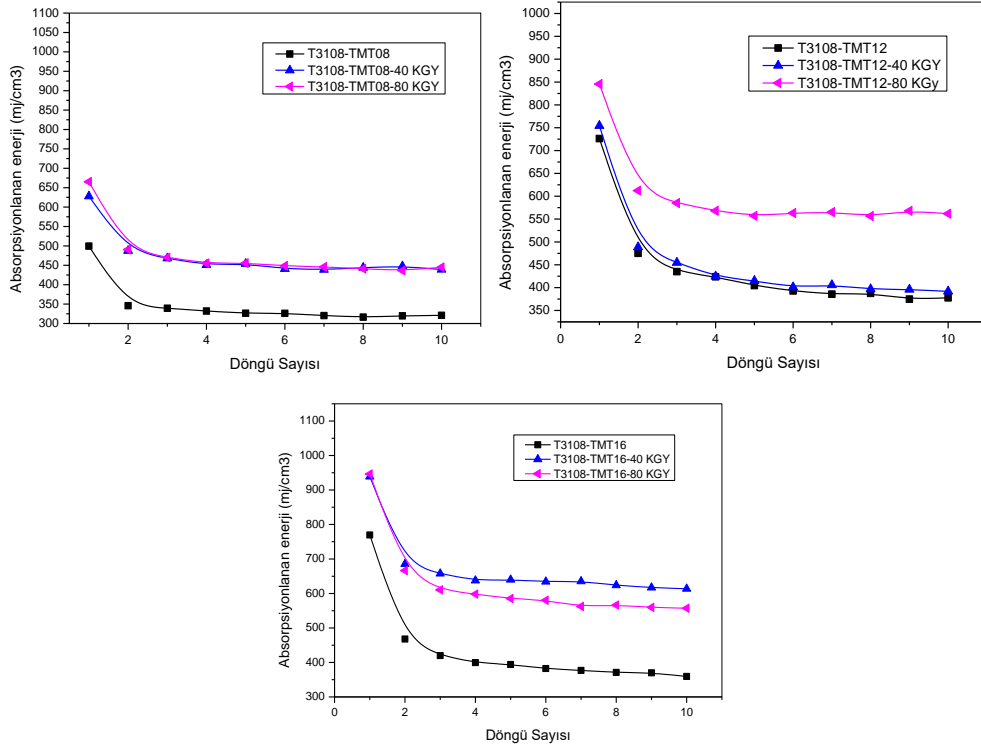 1100
1050
1000
950
900
850
800
750
700
650
600
550
500
450
400
350
300
Absorpsiyonlanan enerji (mj/cm3)
T3108-TMT08
T3108-TMT08-40 KGY
T3108-TMT08-80 KGY
2 4 6 8 10
Döngü Sayısı
1000
950
900
850
800
750
700
650
600
550
500
450
400
350
Absorpsiyonlanan enerji (mj/cm3)
T3108-TMT12
T3108-TMT12-40 KGY
T3108-TMT12-80 KGy
0 2 4 6 8 10
Döngü Sayısı
1100
1000
900
800
700
600
500
400
300
Absorpsiyonlanan enerji (mj/cm3)
T3108-TMT16
T3108-TMT16-40 KGY
T3108-TMT16-80 KGY
0 2 4 6 8 10
Döngü Sayısı